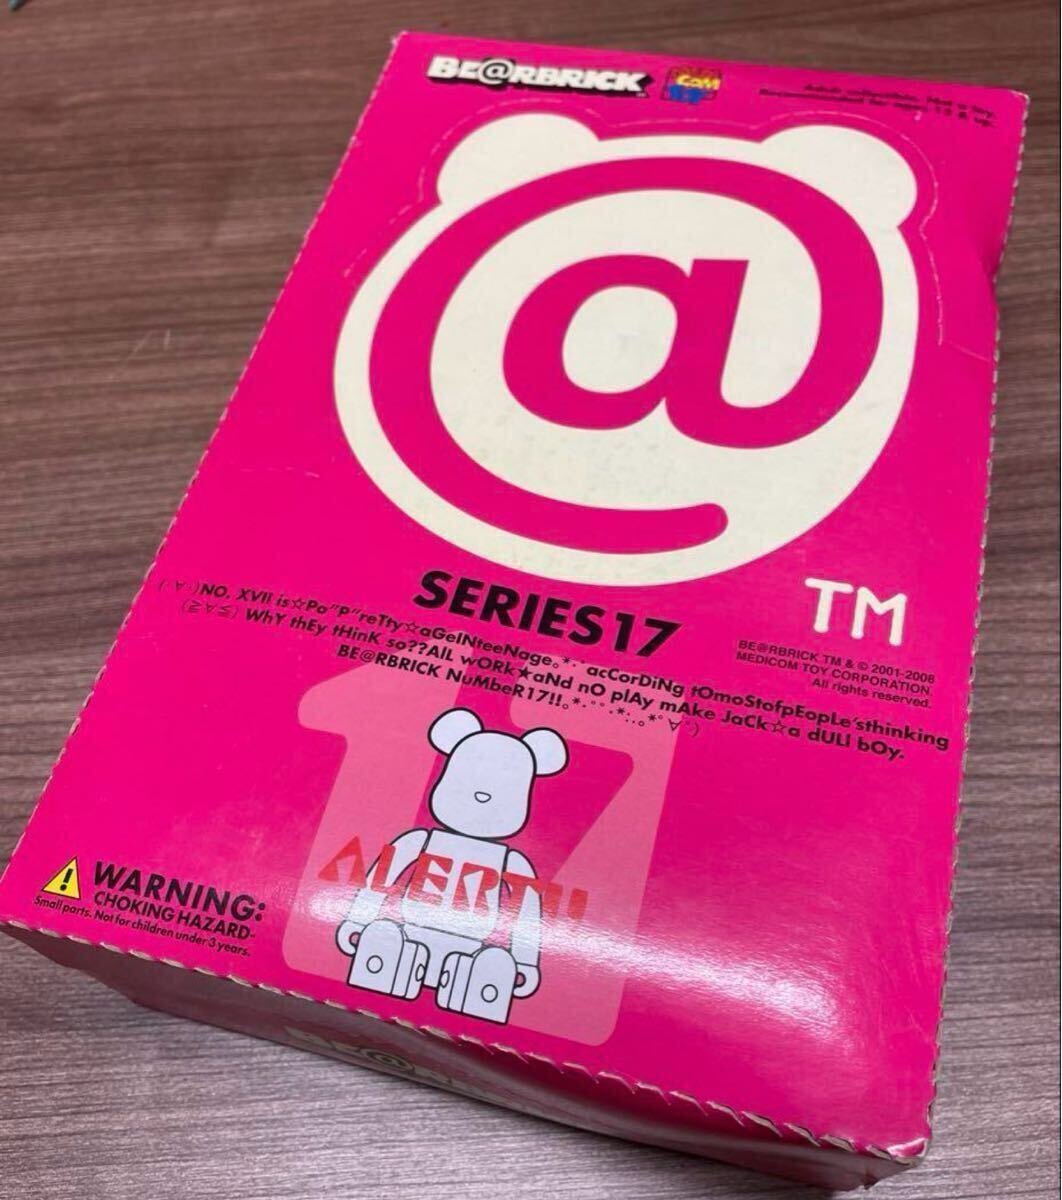 BE@RBRICK
Adult collectible. Not a toy.
Recommended for ages 15 & up.
@
TM
SERIES17
(・∀・)NO. XVII is☆Po"P"reTty☆aGeINteeNage。*・゜acCorDiNg tOmoStofpEopLe'sthinking
(≧∀≦) WhY thEy tHinK so??AlL wORk★aNd nO plAy mAke JaCk☆a dULl bOy.
BE@RBRICK NuMbeR17!!
BE@RBRICK TM & © 2001-2008
MEDICOM TOY CORPORATION.
All rights reserved.
17
ALERT!!
WARNING:
CHOKING HAZARD--
Small parts. Not for children under 3 years.